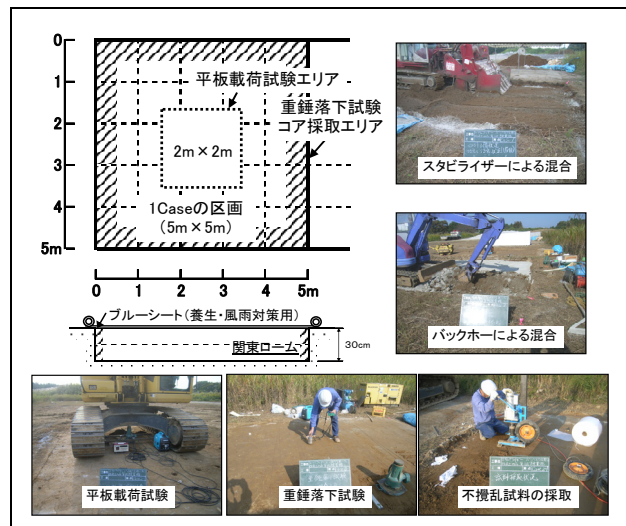 0
1
2
3
4
5m
平板載荷試験エリア
重錘落下試験
コア採取エリア
2m×2m
1Caseの区画
(5m×5m)
0 1 2 3 4 5m
ブルーシート(養生・風雨対策用)
関東ローム
30cm
スタビライザーによる混合
バックホーによる混合
平板載荷試験
重錘落下試験
不攪乱試料の採取